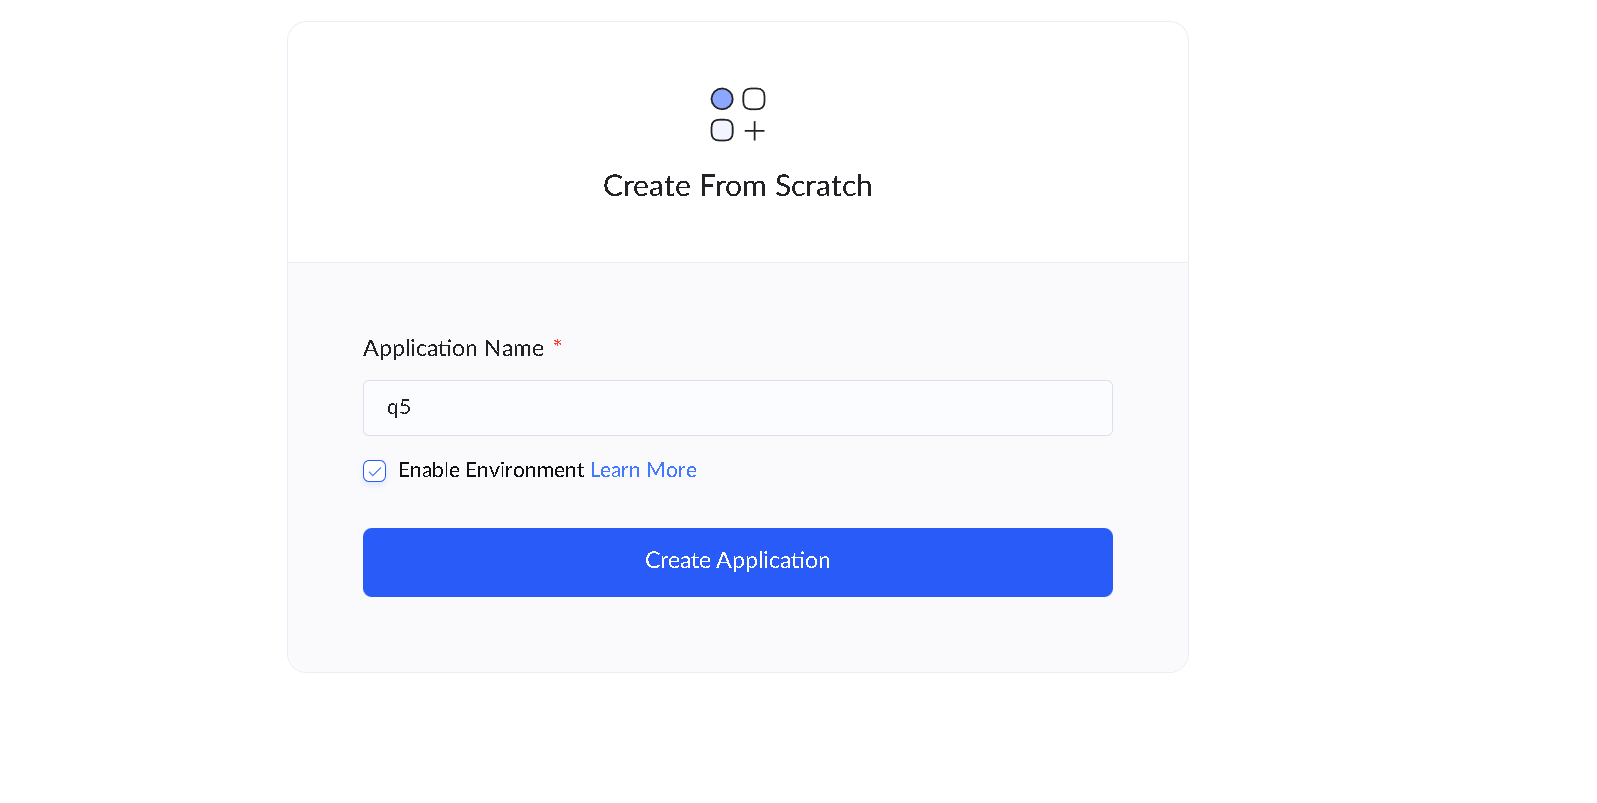 Create From Scratch
Application Name *
q5
Enable Environment Learn More
Create Application